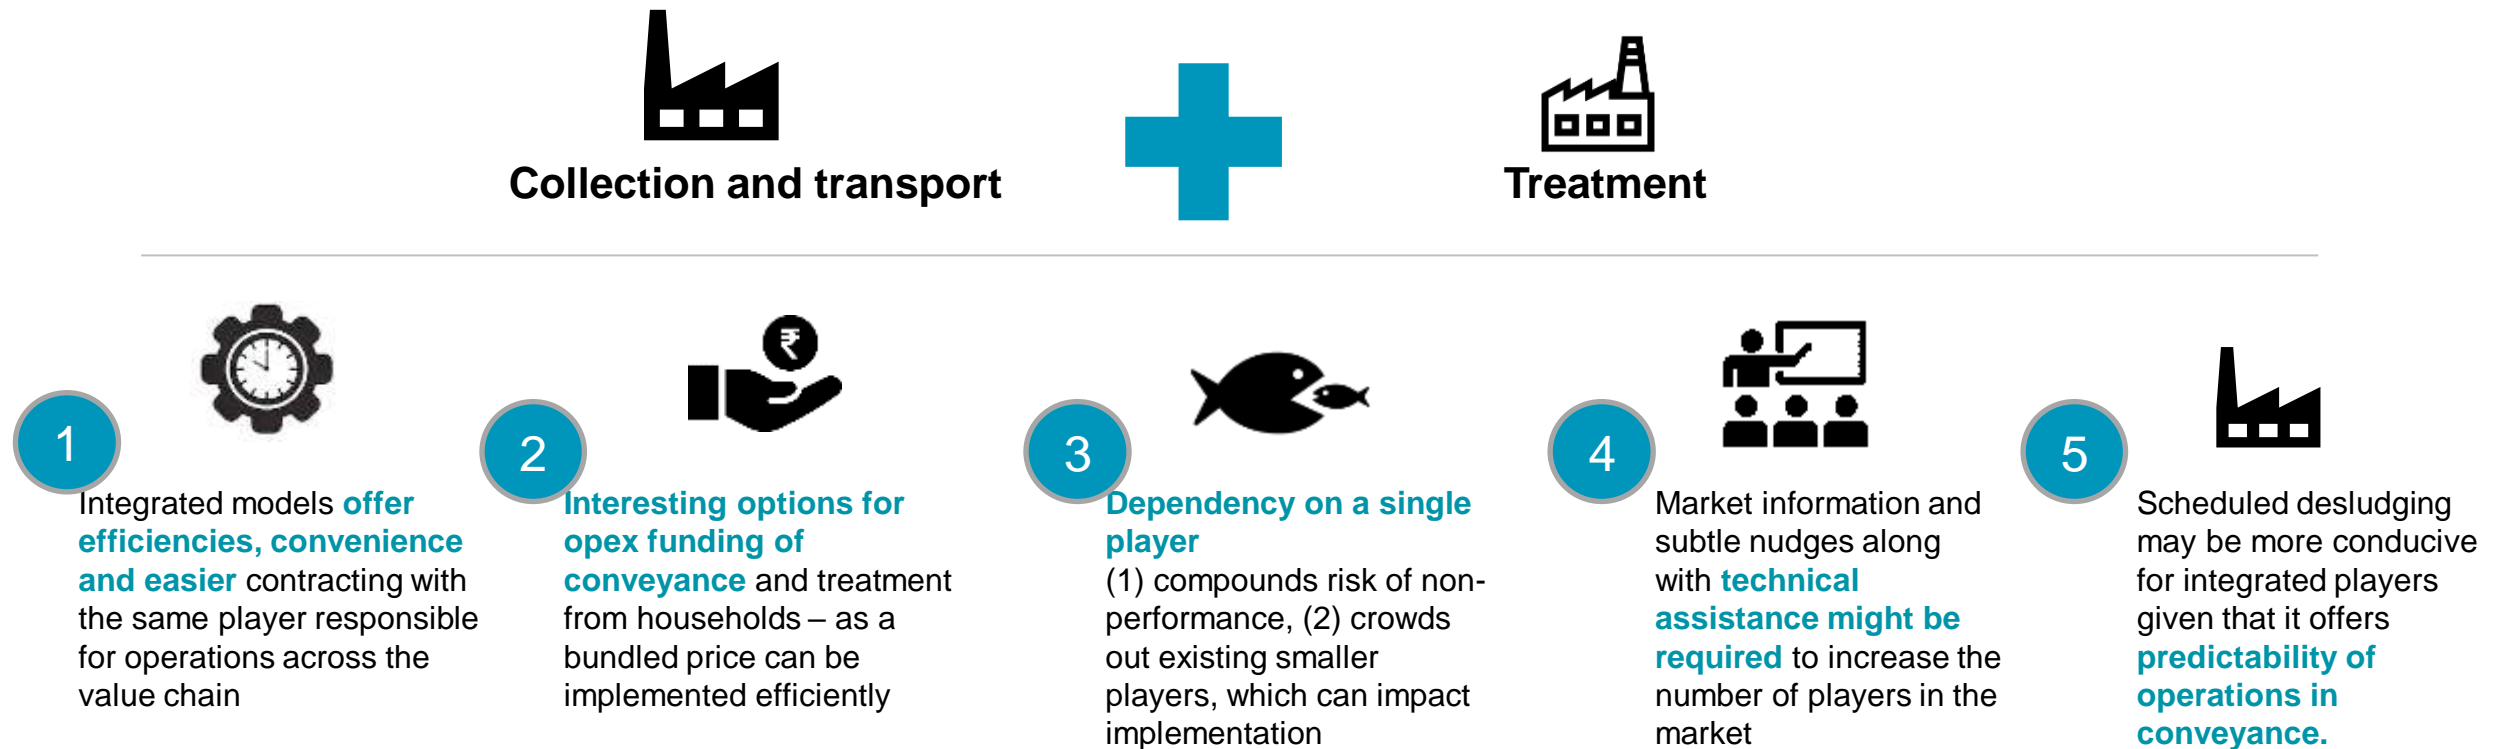 Collection and transport
Treatment
1
Integrated models offer
efficiencies, convenience
and easier contracting with
the same player responsible
for operations across the
value chain
₹
2
Interesting options for
opex funding of
conveyance and treatment
from households – as a
bundled price can be
implemented efficiently
3
Dependency on a single
player
(1) compounds risk of non-
performance, (2) crowds
out existing smaller
players, which can impact
implementation
4
Market information and
subtle nudges along
with technical
assistance might be
required to increase the
number of players in the
market
5
Scheduled desludging
may be more conducive
for integrated players
given that it offers
predictability of
operations in
conveyance.